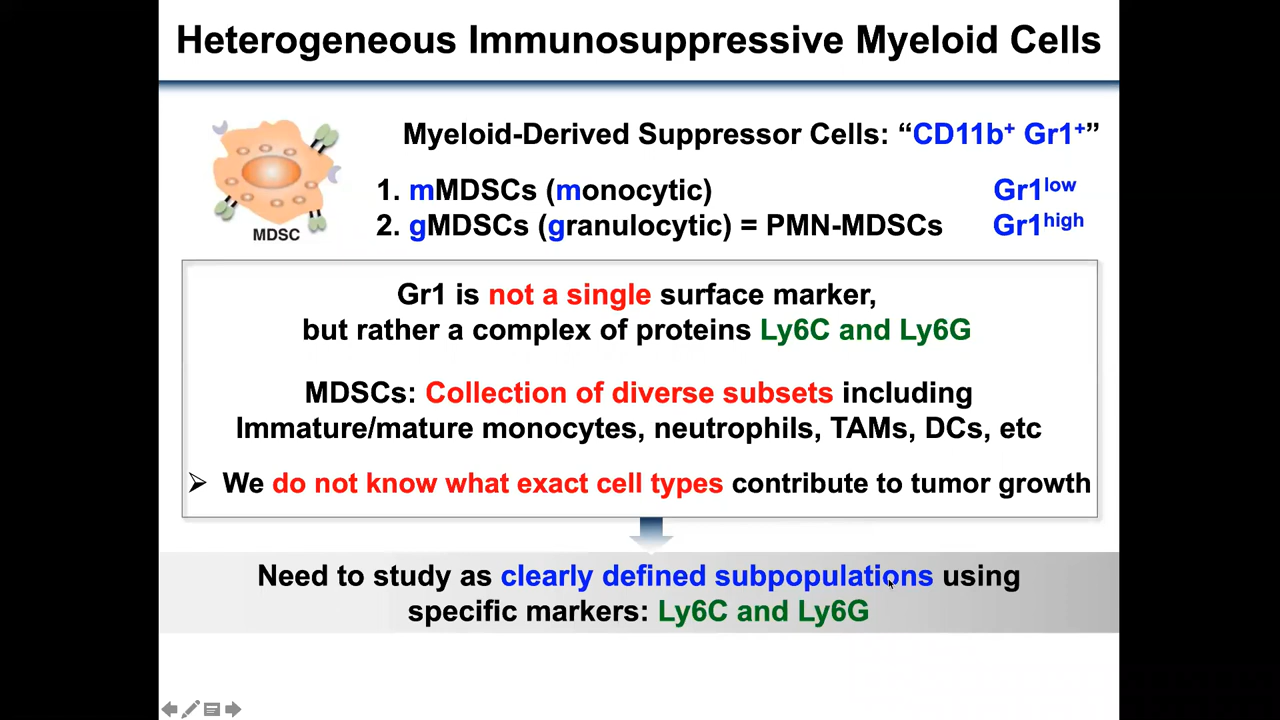 Heterogeneous Immunosuppressive Myeloid Cells
Myeloid-Derived Suppressor Cells: “CD11b⁺ Gr1⁺”
1. mMDSCs (monocytic) Gr1ˡᵒʷ
2. gMDSCs (granulocytic) = PMN-MDSCs Gr1ʰⁱᵍʰ
MDSC
Gr1 is not a single surface marker,
but rather a complex of proteins Ly6C and Ly6G
MDSCs: Collection of diverse subsets including
Immature/mature monocytes, neutrophils, TAMs, DCs, etc
➢ We do not know what exact cell types contribute to tumor growth
Need to study as clearly defined subpopulations using
specific markers: Ly6C and Ly6G